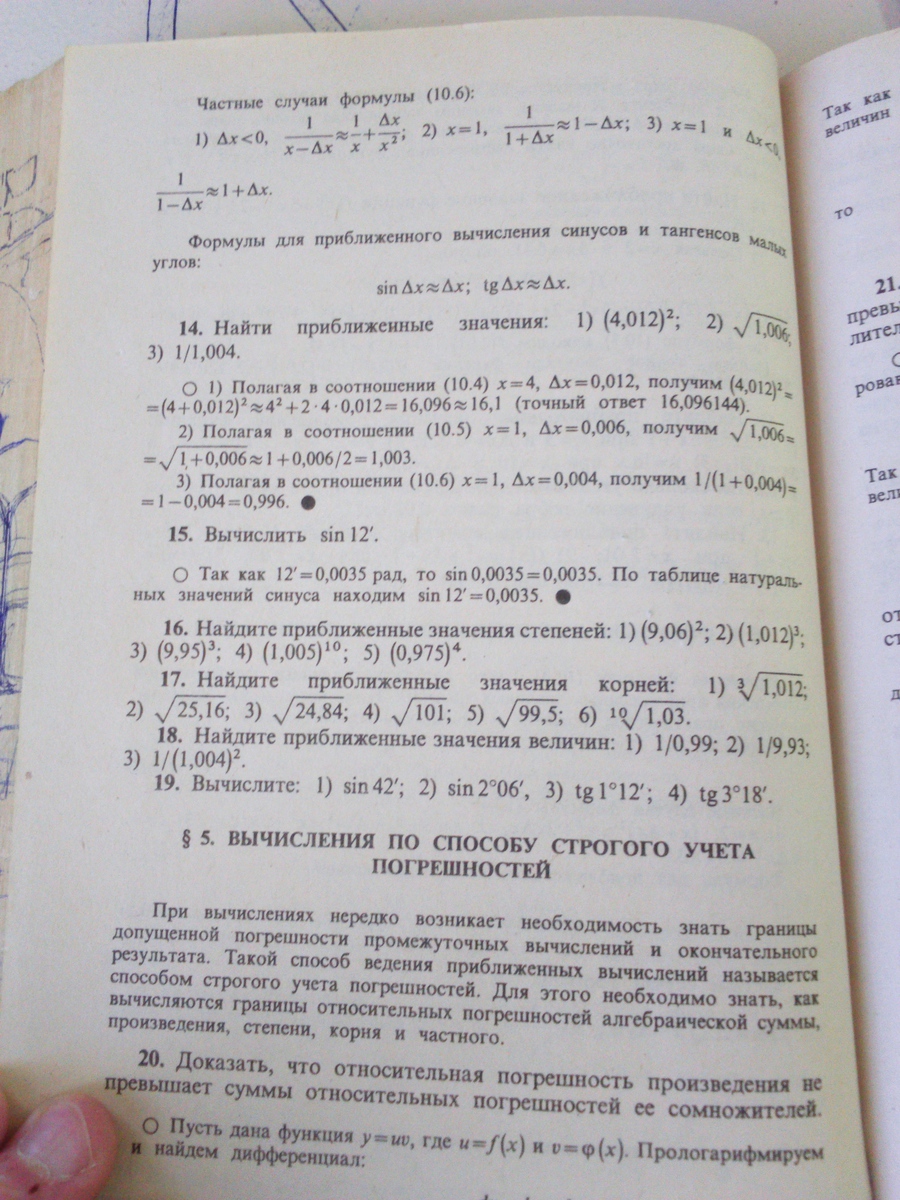 Частные случаи формулы (10.6):
1) Δx<0, 1/(x−Δx)≈1/x+Δx/x²; 2) x=1, 1/(1+Δx)≈1−Δx; 3) x=1 и Δx<0,
1/(1−Δx)≈1+Δx.
Формулы для приближенного вычисления синусов и тангенсов малых
углов:
sin Δx≈Δx; tg Δx≈Δx.
14. Найти приближенные значения: 1) (4,012)²; 2) √1,006;
3) 1/1,004.
○ 1) Полагая в соотношении (10.4) x=4, Δx=0,012, получим (4,012)²=
=(4+0,012)²≈4²+2·4·0,012=16,096≈16,1 (точный ответ 16,096144).
2) Полагая в соотношении (10.5) x=1, Δx=0,006, получим √1,006=
=√1+0,006≈1+0,006/2=1,003.
3) Полагая в соотношении (10.6) x=1, Δx=0,004, получим 1/(1+0,004)=
=1−0,004=0,996. ●
15. Вычислить sin 12′.
○ Так как 12′=0,0035 рад, то sin 0,0035=0,0035. По таблице натураль-
ных значений синуса находим sin 12′=0,0035. ●
16. Найдите приближенные значения степеней: 1) (9,06)²; 2) (1,012)³;
3) (9,95)³; 4) (1,005)¹⁰; 5) (0,975)⁴.
17. Найдите приближенные значения корней: 1) ³√1,012;
2) √25,16; 3) √24,84; 4) √101; 5) √99,5; 6) ¹⁰√1,03.
18. Найдите приближенные значения величин: 1) 1/0,99; 2) 1/9,93;
3) 1/(1,004)².
19. Вычислите: 1) sin 42′; 2) sin 2°06′, 3) tg 1°12′; 4) tg 3°18′.
§ 5. ВЫЧИСЛЕНИЯ ПО СПОСОБУ СТРОГОГО УЧЕТА
ПОГРЕШНОСТЕЙ
При вычислениях нередко возникает необходимость знать границы
допущенной погрешности промежуточных вычислений и окончательного
результата. Такой способ ведения приближенных вычислений называется
способом строгого учета погрешностей. Для этого необходимо знать, как
вычисляются границы относительных погрешностей алгебраической суммы,
произведения, степени, корня и частного.
20. Доказать, что относительная погрешность произведения не
превышает суммы относительных погрешностей ее сомножителей.
○ Пусть дана функция y=uv, где u=f(x) и v=φ(x). Прологарифмируем
и найдем дифференциал:
Так как
величин
то
21.
Так